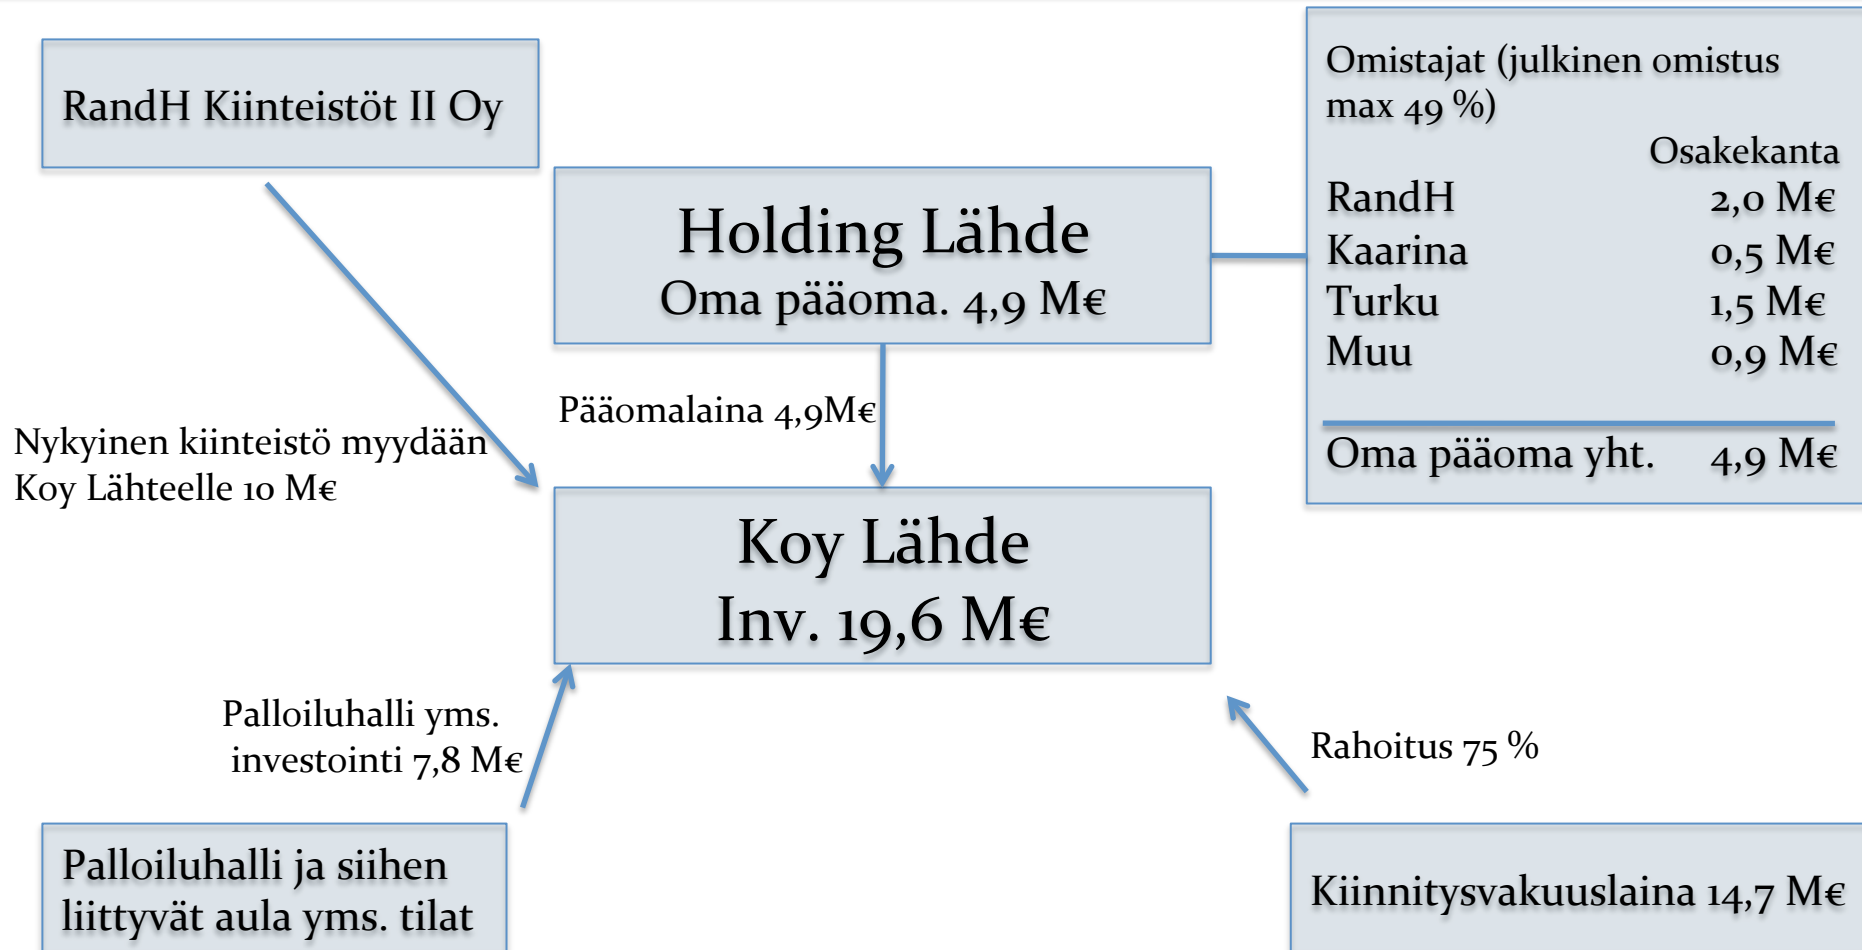 RandH Kiinteistöt II Oy
Holding Lähde
Oma pääoma. 4,9 M€
Omistajat (julkinen omistus
max 49 %)
Osakekanta
RandH 2,0 M€
Kaarina 0,5 M€
Turku 1,5 M€
Muu 0,9 M€
Oma pääoma yht. 4,9 M€
Pääomalaina 4,9M€
Nykyinen kiinteistö myydään
Koy Lähteelle 10 M€
Koy Lähde
Inv. 19,6 M€
Palloiluhalli yms.
investointi 7,8 M€
Rahoitus 75 %
Palloiluhalli ja siihen
liittyvät aula yms. tilat
Kiinnitysvakuuslaina 14,7 M€